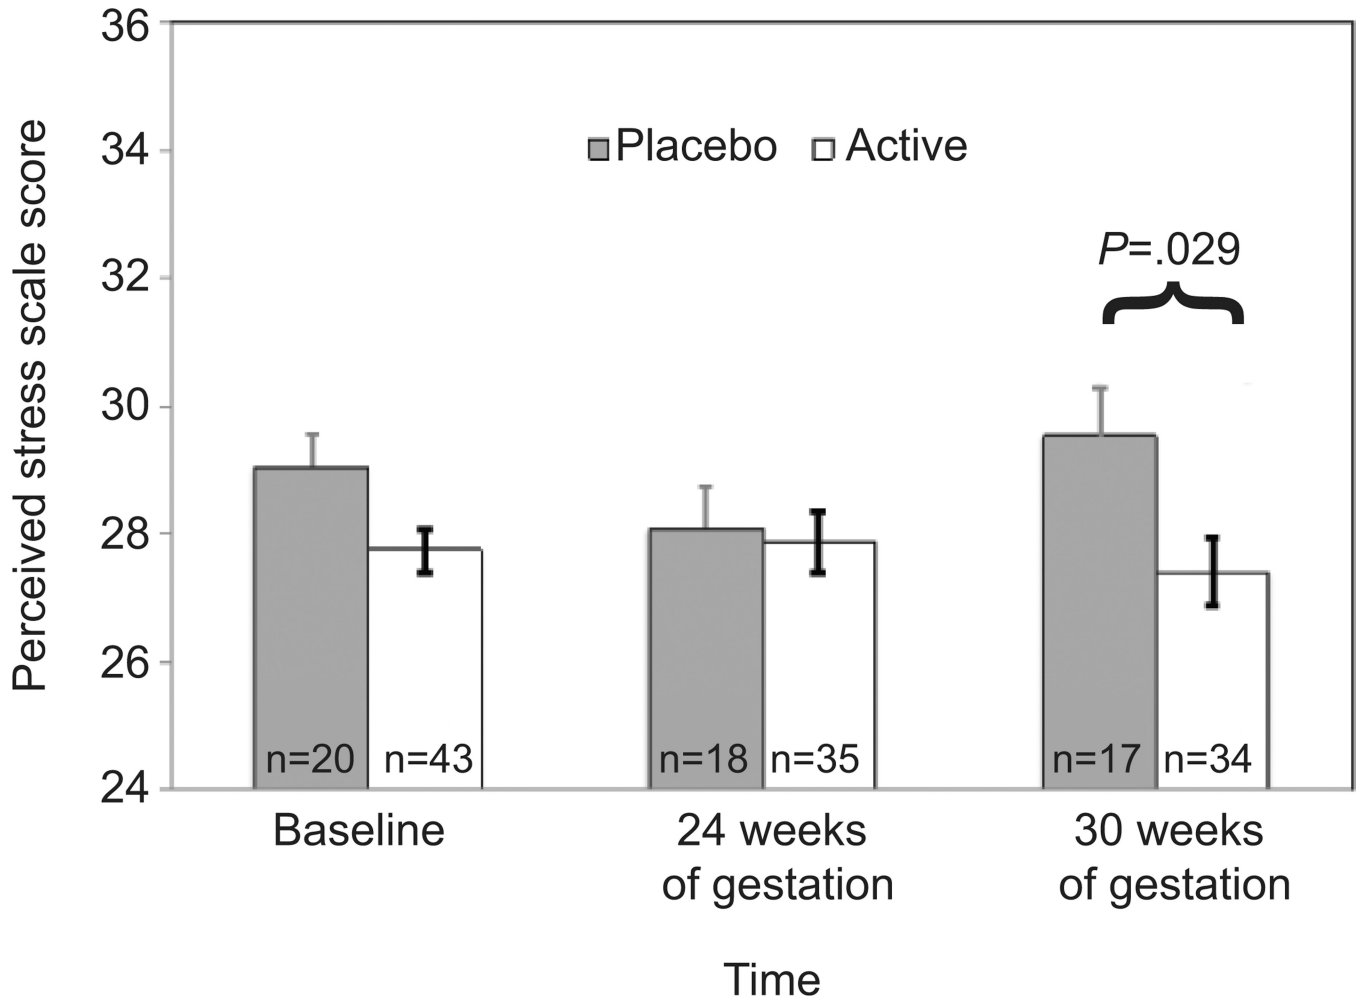 36
34
32
30
28
26
24
Perceived stress scale score
Placebo Active
P=.029
n=20 n=43 n=18 n=35 n=17 n=34
Baseline
24 weeks
of gestation
30 weeks
of gestation
Time